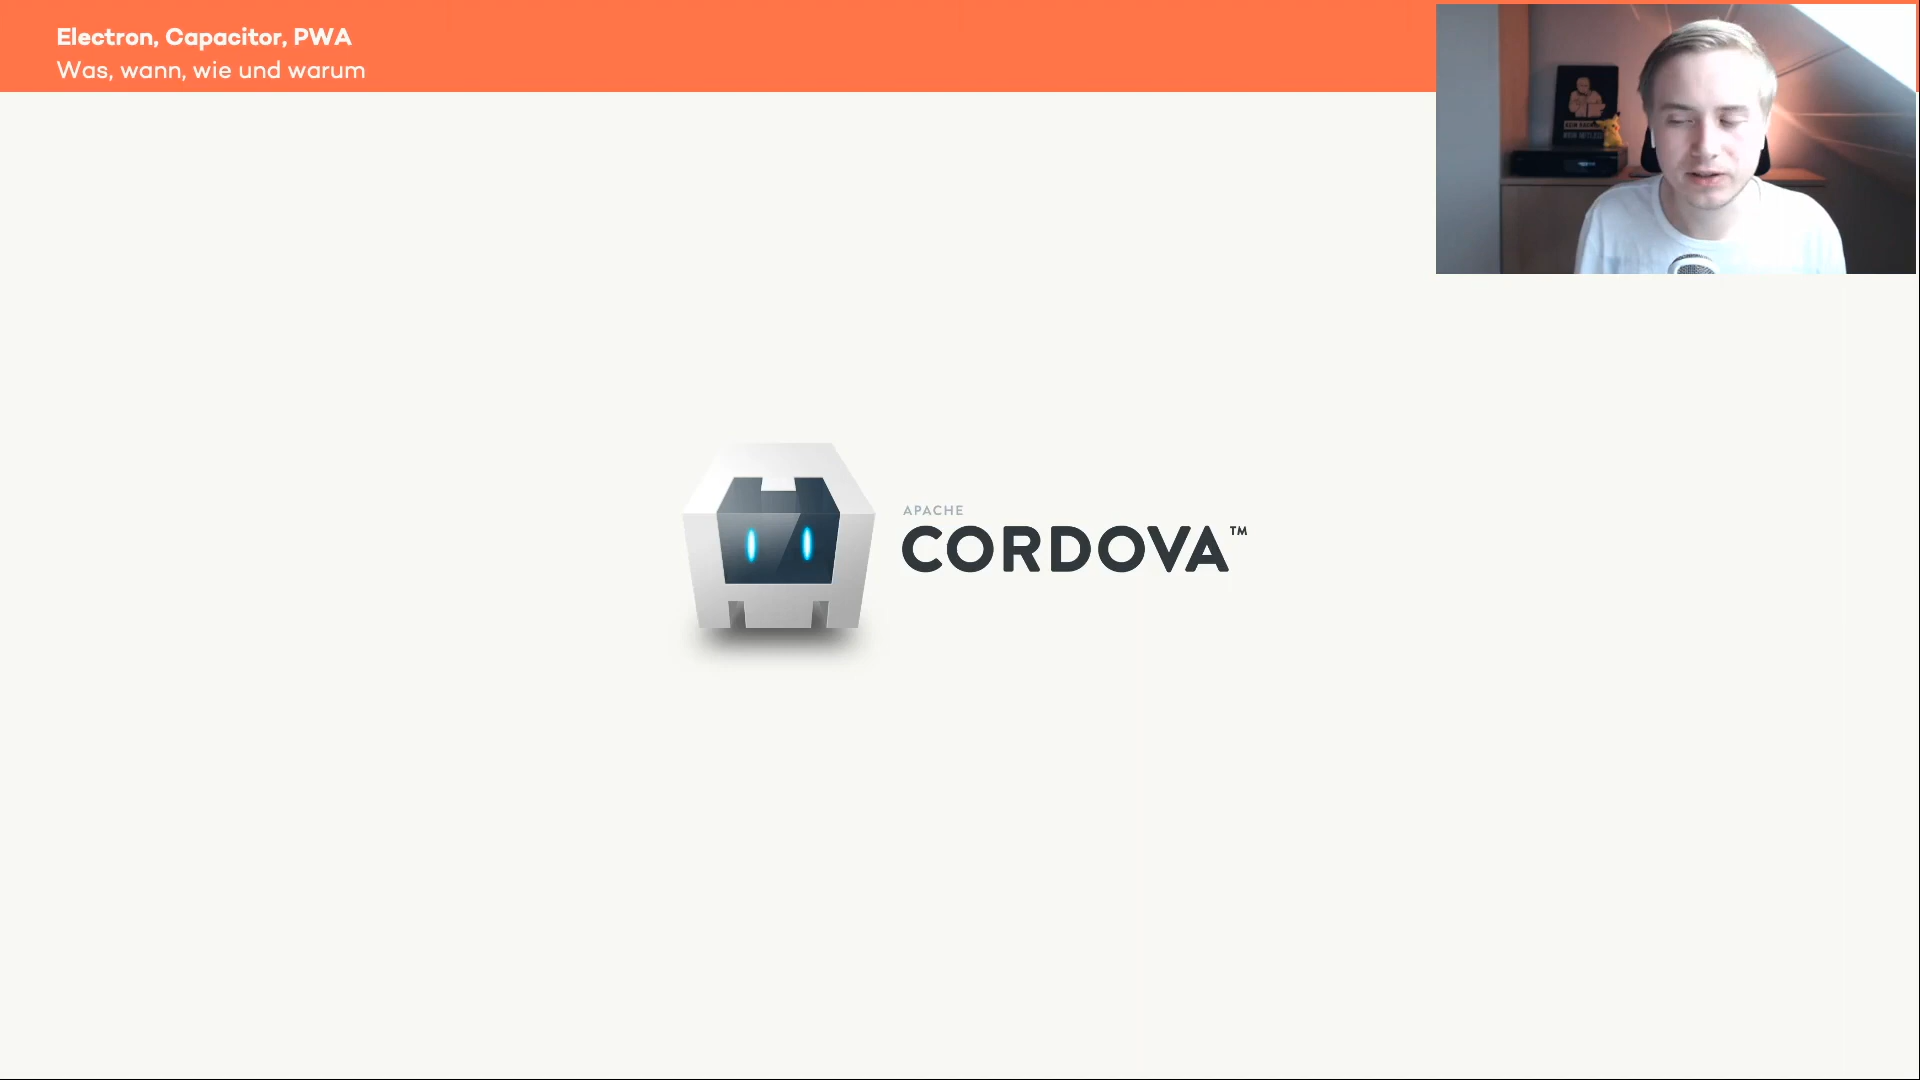 Electron, Capacitor, PWA
Was, wann, wie und warum
APACHE
CORDOVA™